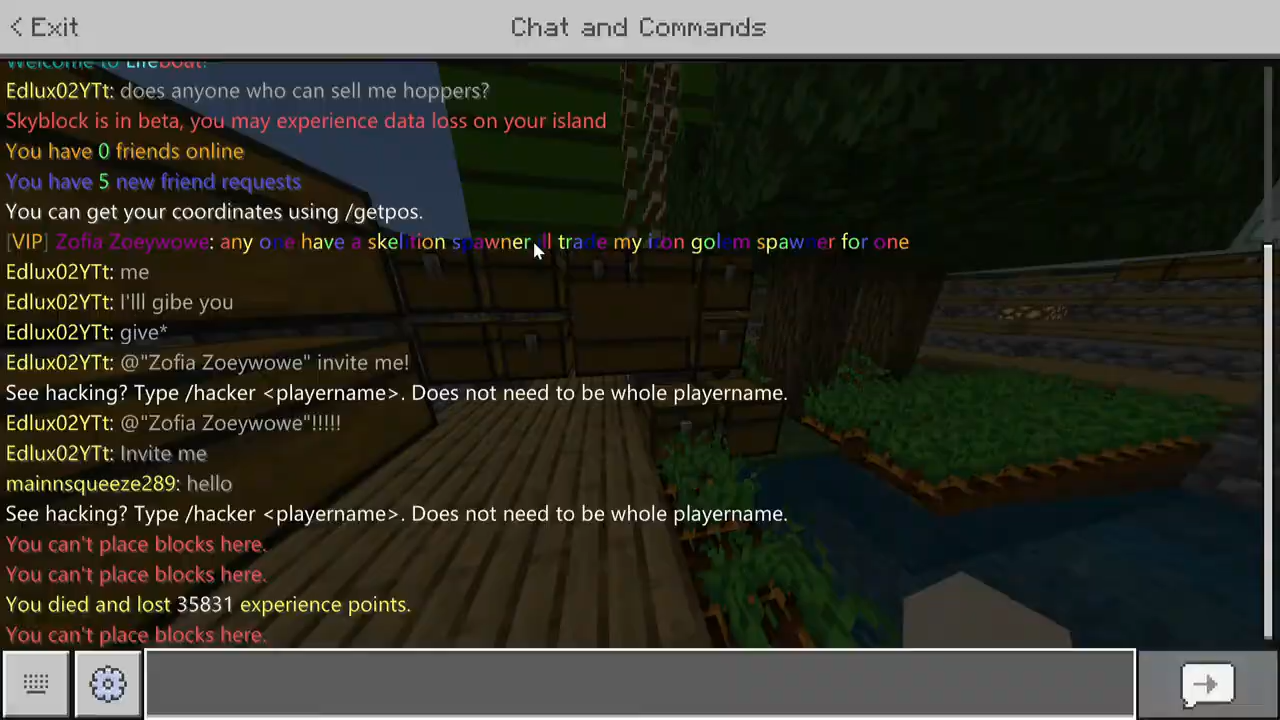 Exit
Chat and Commands
Welcome to Lifeboat!
Edlux02YTt: does anyone who can sell me hoppers?
Skyblock is in beta, you may experience data loss on your island
You have 0 friends online
You have 5 new friend requests
You can get your coordinates using /getpos.
[VIP] Zofia Zoeywowe: any one have a skelition spawner ill trade my iron golem spawner for one
Edlux02YTt: me
Edlux02YTt: I'lll gibe you
Edlux02YTt: give*
Edlux02YTt: @"Zofia Zoeywowe" invite me!
See hacking? Type /hacker <playername>. Does not need to be whole playername.
Edlux02YTt: @"Zofia Zoeywowe"!!!!!
Edlux02YTt: Invite me
mainnsqueeze289: hello
See hacking? Type /hacker <playername>. Does not need to be whole playername.
You can't place blocks here.
You can't place blocks here.
You died and lost 35831 experience points.
You can't place blocks here.